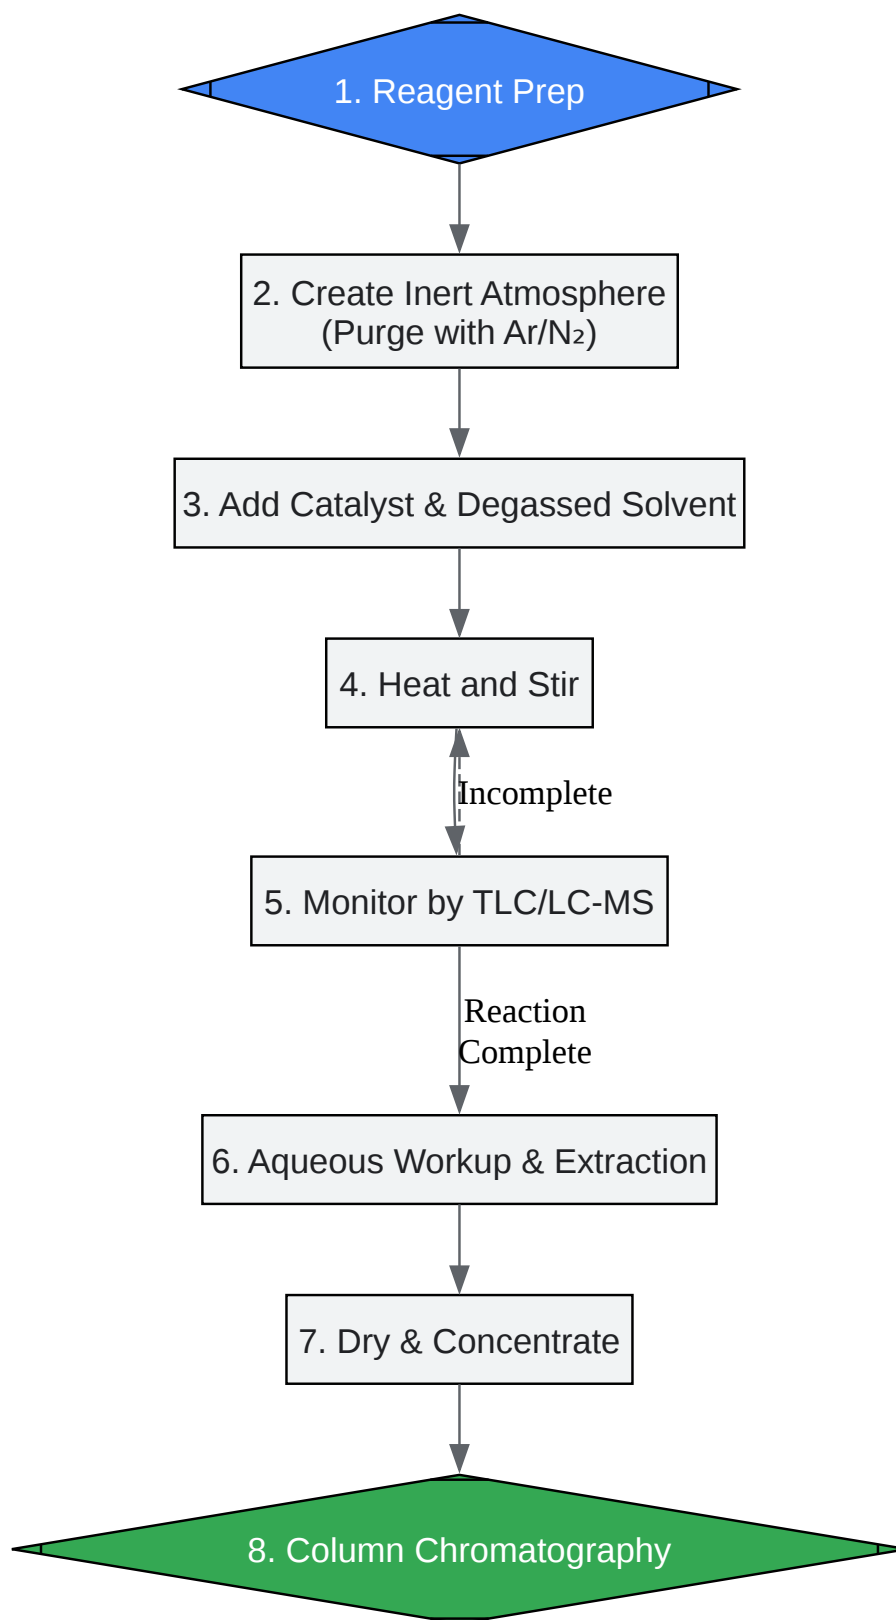 1. Reagent Prep
2. Create Inert Atmosphere
(Purge with Ar/N₂)
3. Add Catalyst & Degassed Solvent
4. Heat and Stir
Incomplete
5. Monitor by TLC/LC-MS
Reaction
Complete
6. Aqueous Workup & Extraction
7. Dry & Concentrate
8. Column Chromatography